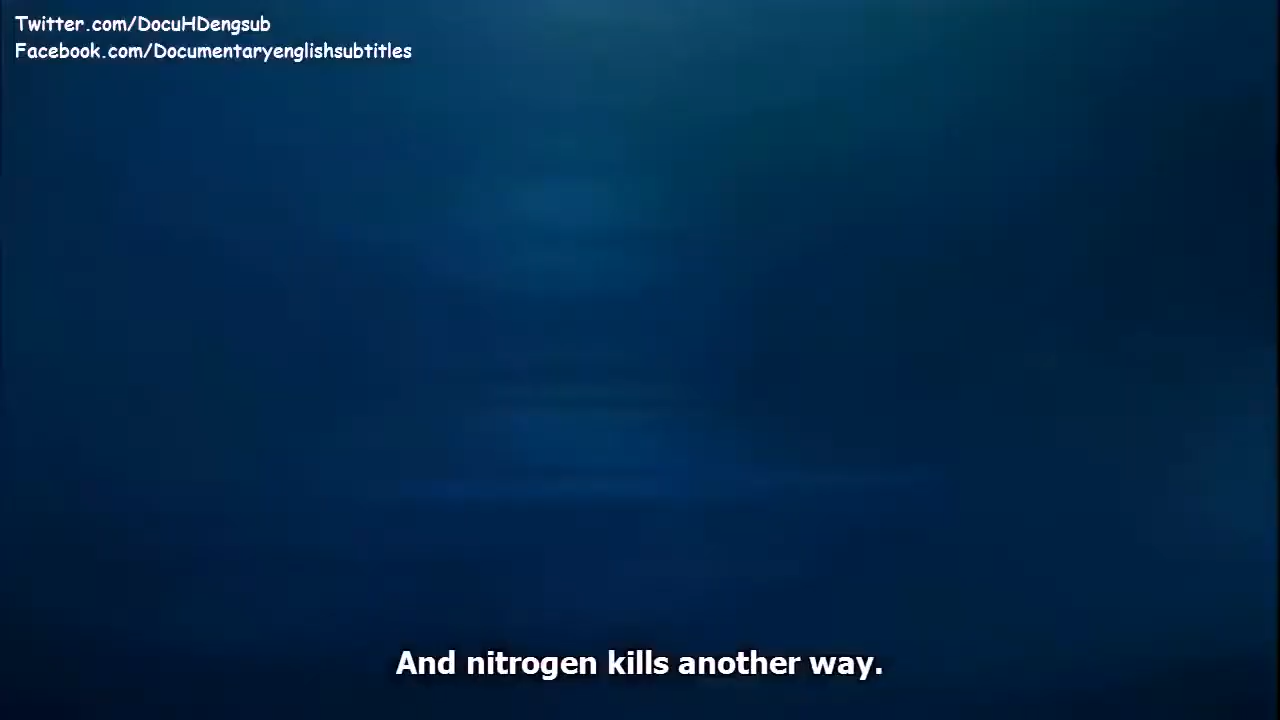 Twitter.com/DocuHDengsub
Facebook.com/Documentaryenglishsubtitles
And nitrogen kills another way.